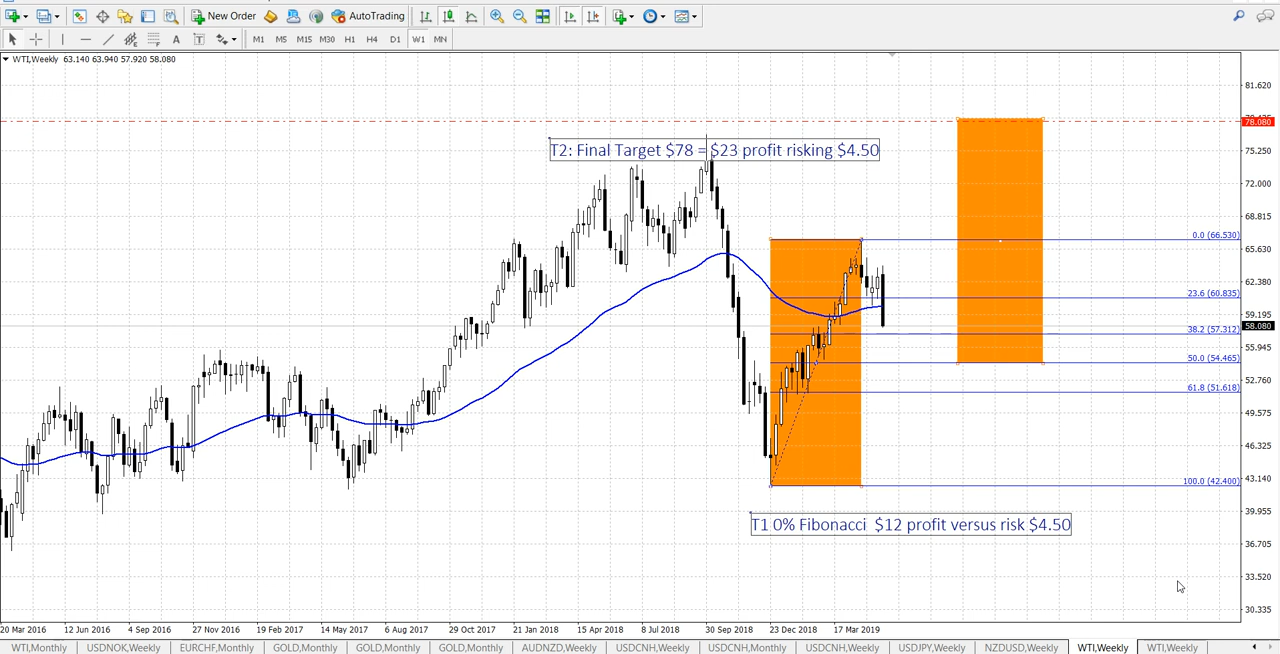 New Order
AutoTrading
A
T
E
F
M1 M5 M15 M30 H1 H4 D1 W1 MN
WTI,Weekly 63.140 63.940 57.920 58.080
81.620
78.080
T2: Final Target $78 = $23 profit risking $4.50
75.250
72.000
68.815
0.0 (66.530)
65.630
62.380
23.6 (60.835)
59.195
58.080
38.2 (57.312)
55.945
50.0 (54.465)
52.760
61.8 (51.618)
49.575
46.325
43.140
100.0 (42.400)
39.955
T1 0% Fibonacci $12 profit versus risk $4.50
36.705
33.520
30.335
20 Mar 2016 12 Jun 2016 4 Sep 2016 27 Nov 2016 19 Feb 2017 14 May 2017 6 Aug 2017 29 Oct 2017 21 Jan 2018 15 Apr 2018 8 Jul 2018 30 Sep 2018 23 Dec 2018 17 Mar 2019
WTI,Monthly USDNOK,Weekly EURCHF,Monthly GOLD,Monthly GOLD,Monthly GOLD,Monthly AUDNZD,Weekly USDCNH,Weekly USDCNH,Monthly USDCNH,Weekly USDJPY,Weekly NZDUSD,Weekly WTI,Weekly WTI,Weekly